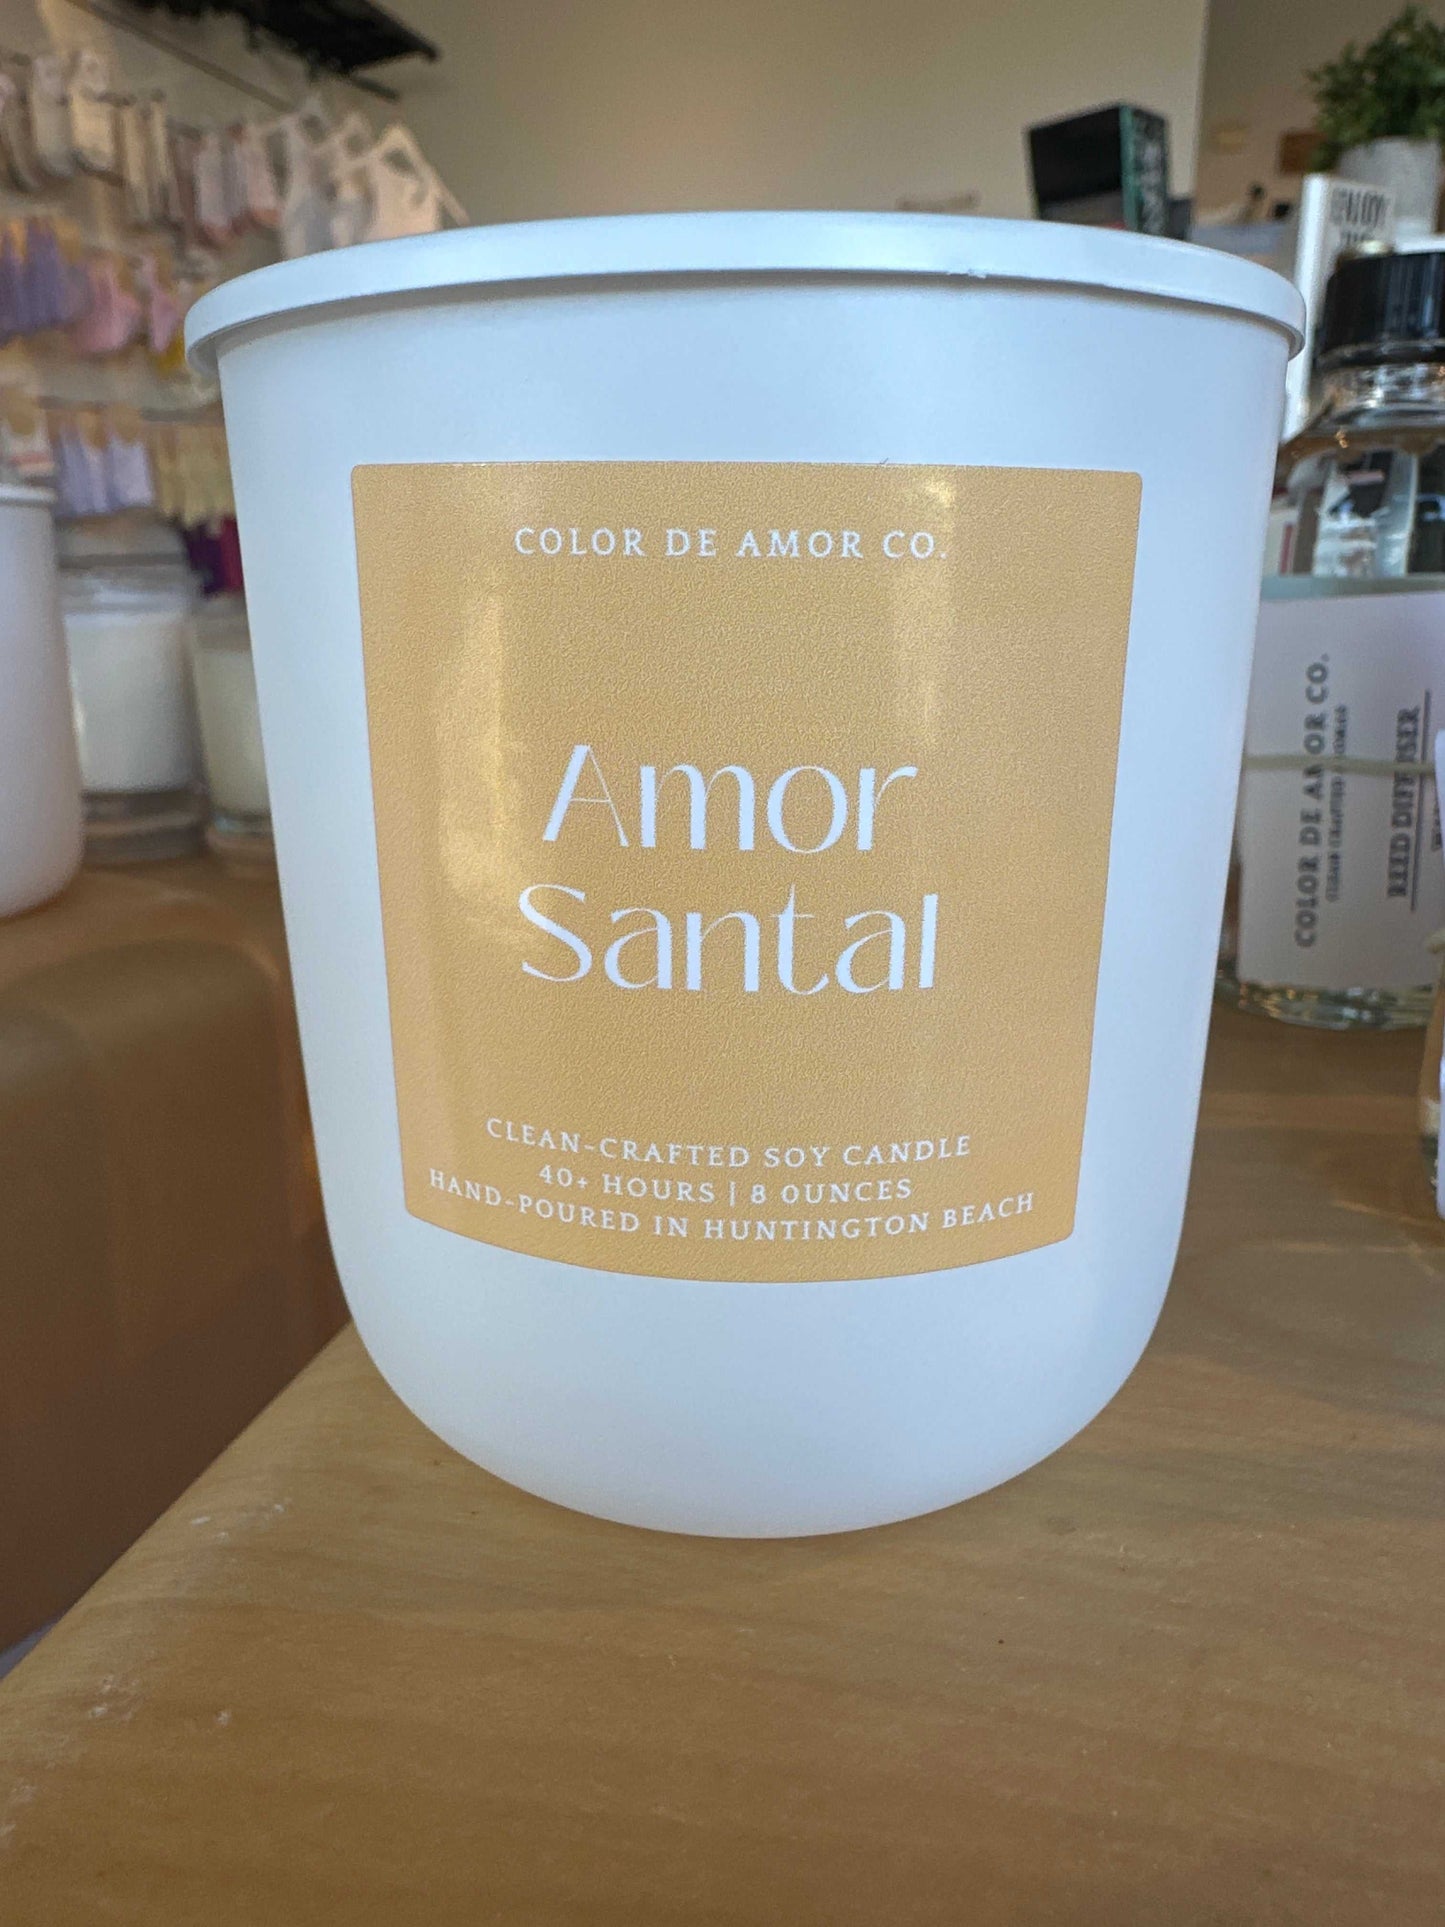 COLOR DE AMOR CO.
Amor
Santal
CLEAN-CRAFTED SOY CANDLE
40+ HOURS | 8 OUNCES
HAND-POURED IN HUNTINGTON BEACH
COLOR DE AMOR CO.
REED DIFFUSER